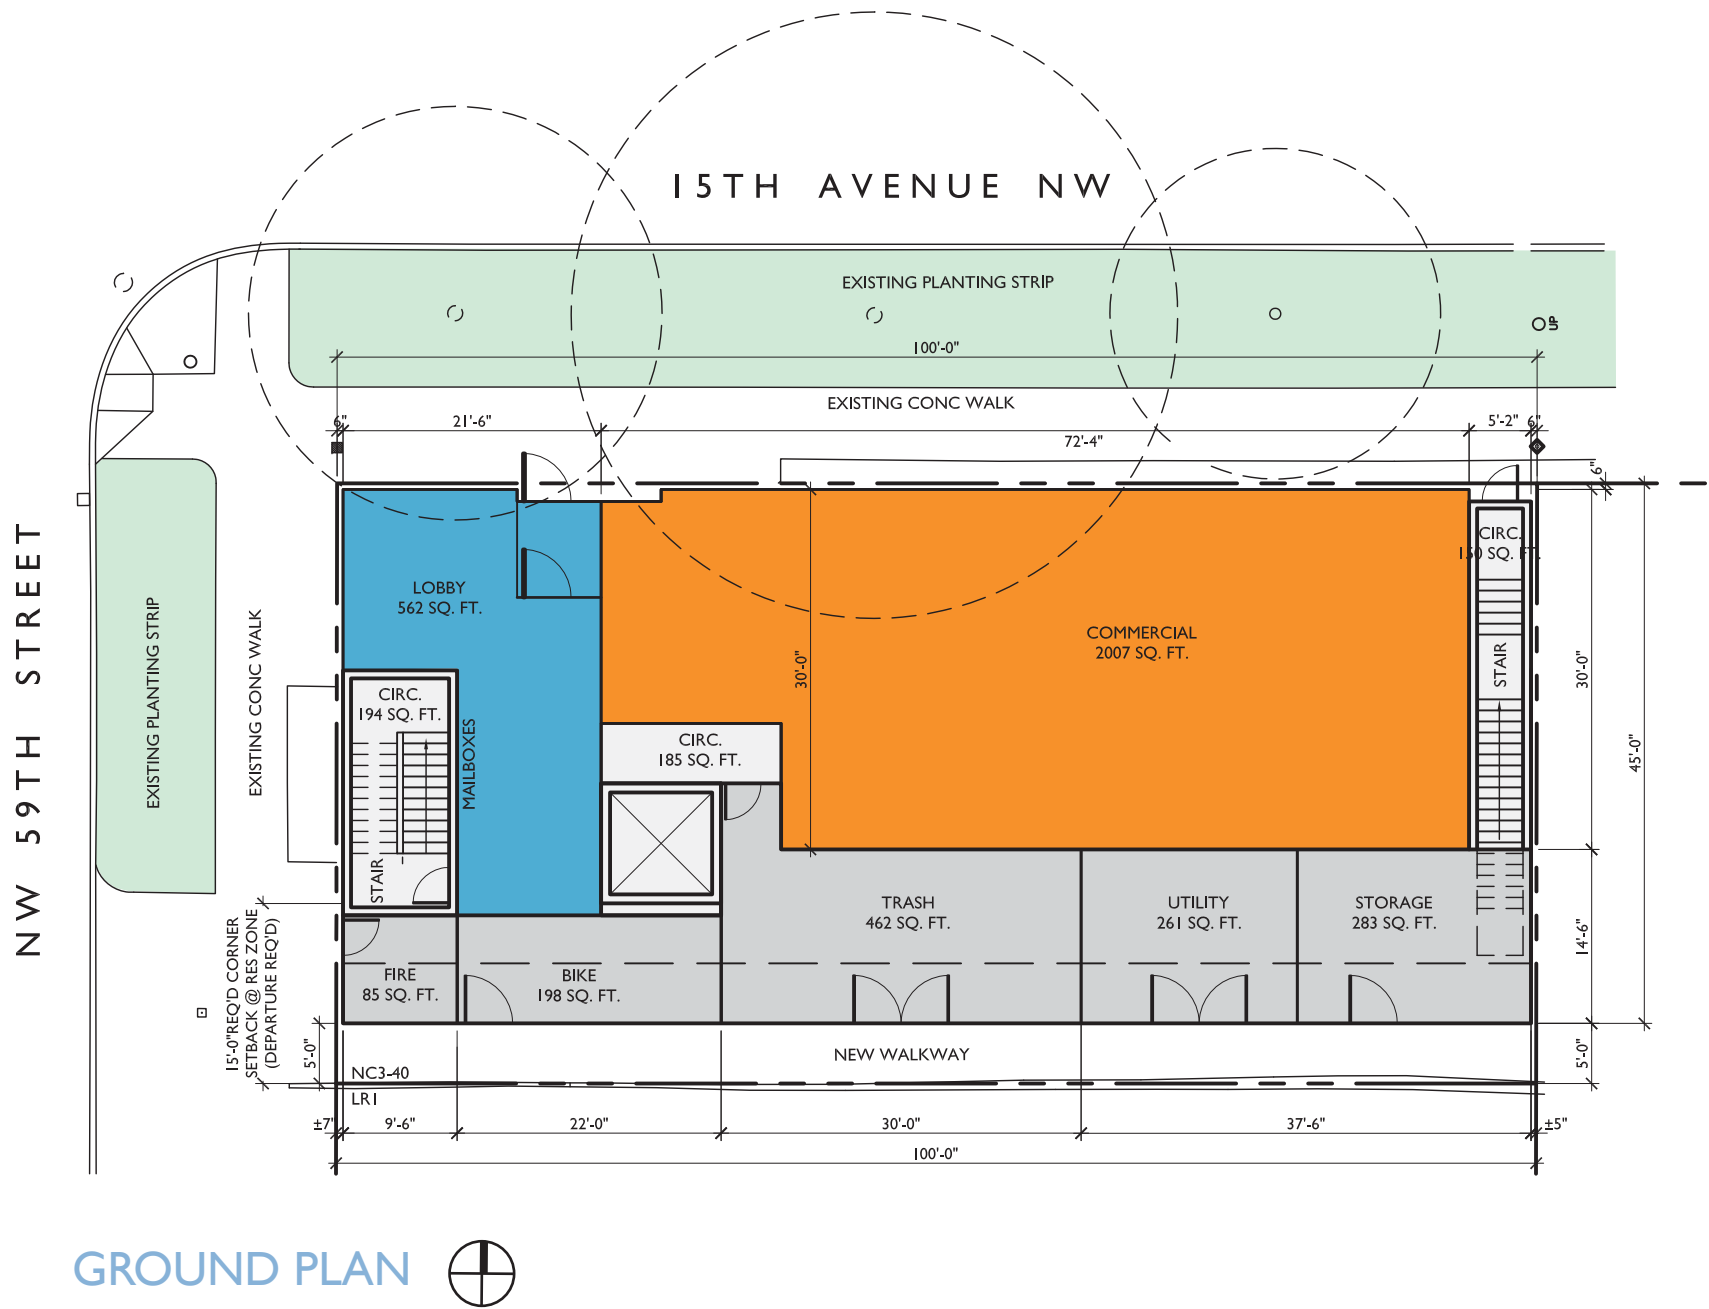 15TH AVENUE NW
EXISTING PLANTING STRIP
UP
100'-0"
EXISTING CONC WALK
6"
21'-6"
72'-4"
5'-2"
6"
6"
NW 59TH STREET
EXISTING PLANTING STRIP
EXISTING CONC WALK
LOBBY
562 SQ. FT.
CIRC.
150 SQ. FT.
COMMERCIAL
2007 SQ. FT.
30'-0"
STAIR
30'-0"
45'-0"
CIRC.
194 SQ. FT.
MAILBOXES
CIRC.
185 SQ. FT.
STAIR
TRASH
462 SQ. FT.
UTILITY
261 SQ. FT.
STORAGE
283 SQ. FT.
14'-6"
15'-0"REQ'D CORNER
SETBACK @ RES ZONE
(DEPARTURE REQ'D)
FIRE
85 SQ. FT.
BIKE
198 SQ. FT.
5'-0"
NEW WALKWAY
5'-0"
NC3-40
LR1
±7"
9'-6"
22'-0"
30'-0"
37'-6"
±5"
100'-0"
GROUND PLAN